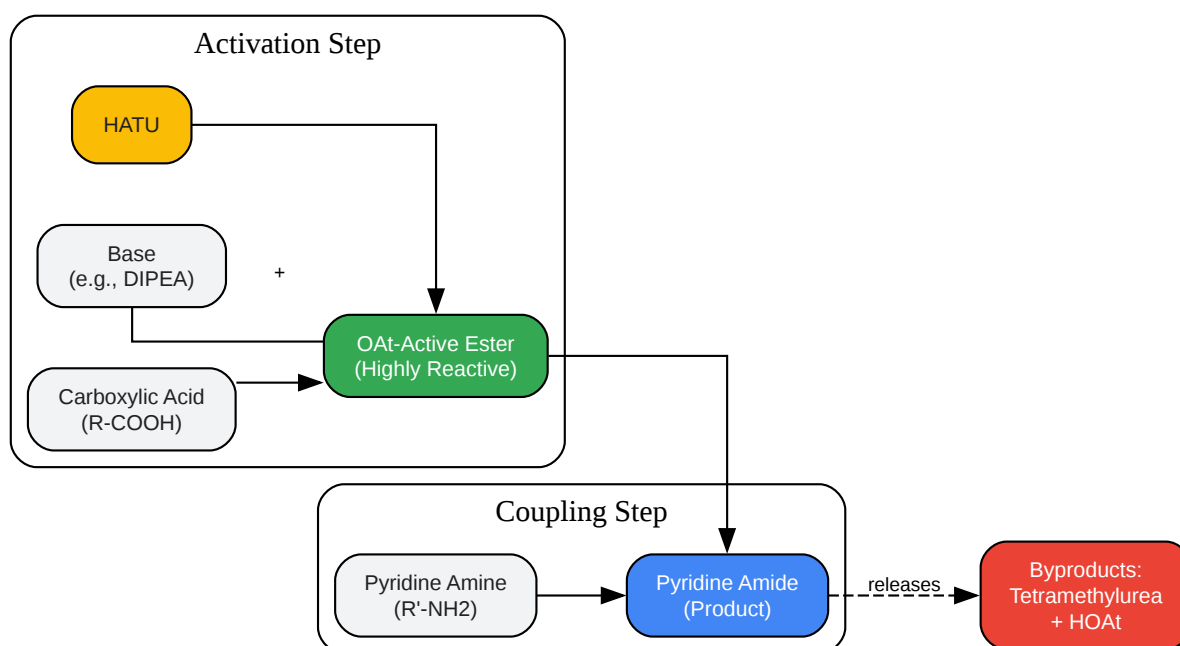 Activation Step
HATU
Base
(e.g., DIPEA)
+
OAt-Active Ester
(Highly Reactive)
Carboxylic Acid
(R-COOH)
Coupling Step
Pyridine Amine
(R'-NH2)
Pyridine Amide
(Product)
releases
Byproducts:
Tetramethylurea
+ HOAt